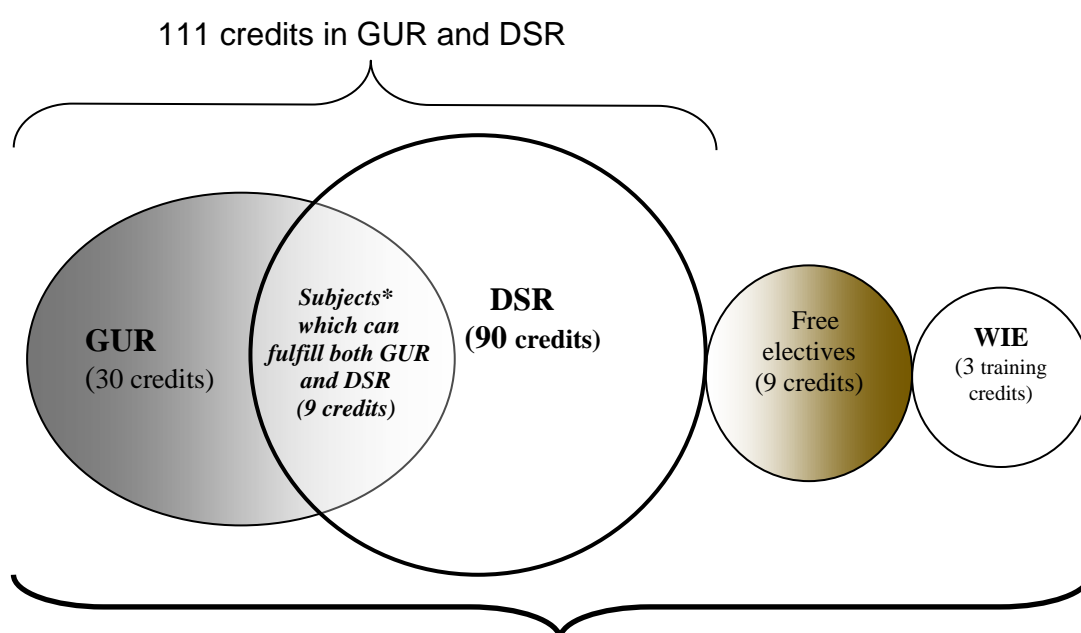 111 credits in GUR and DSR
GUR
(30 credits)
Subjects*
which can
fulfill both GUR
and DSR
(9 credits)
DSR
(90 credits)
Free
electives
(9 credits)
WIE
(3 training
credits)